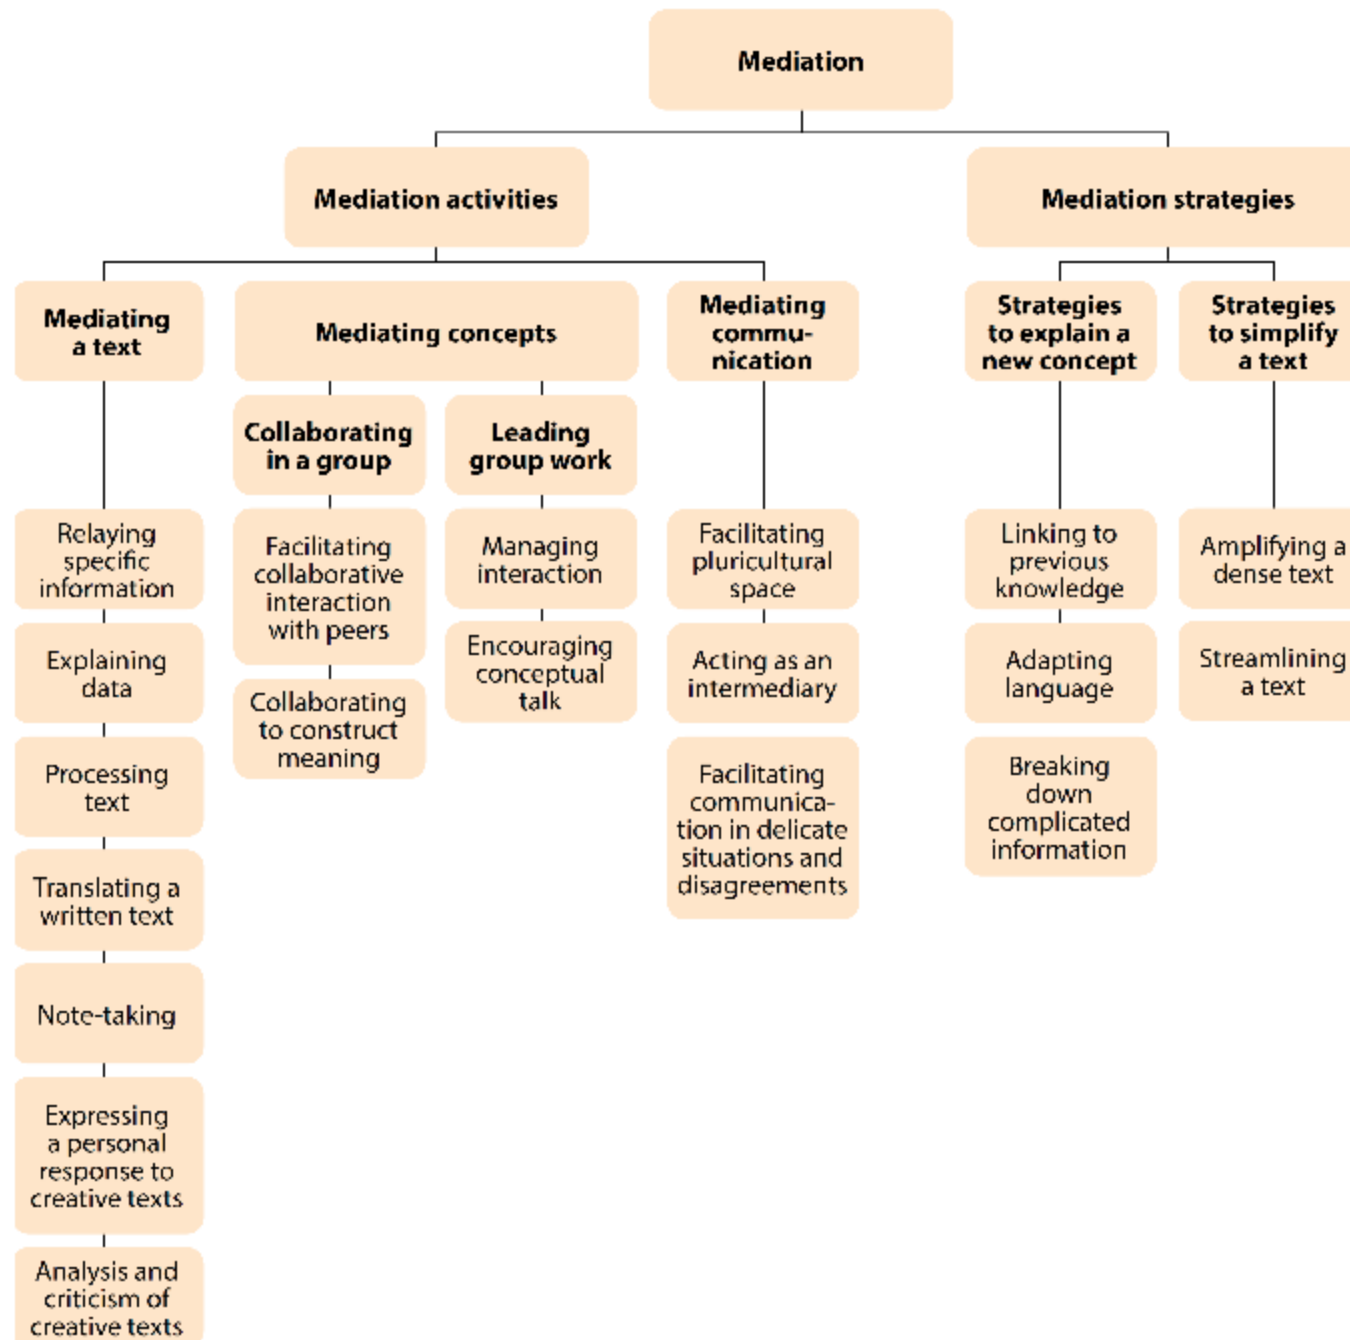 Mediation
Mediation activities
Mediation strategies
Mediating
a text
Mediating concepts
Mediating
commu-
nication
Strategies
to explain a
new concept
Strategies
to simplify
a text
Collaborating
in a group
Leading
group work
Relaying
specific
information
Explaining
data
Processing
text
Translating a
written text
Note-taking
Expressing
a personal
response to
creative texts
Analysis and
criticism of
creative texts
Facilitating
collaborative
interaction
with peers
Collaborating
to construct
meaning
Managing
interaction
Encouraging
conceptual
talk
Facilitating
pluricultural
space
Acting as an
intermediary
Facilitating
communica-
tion in delicate
situations and
disagreements
Linking to
previous
knowledge
Adapting
language
Breaking
down
complicated
information
Amplifying a
dense text
Streamlining
a text